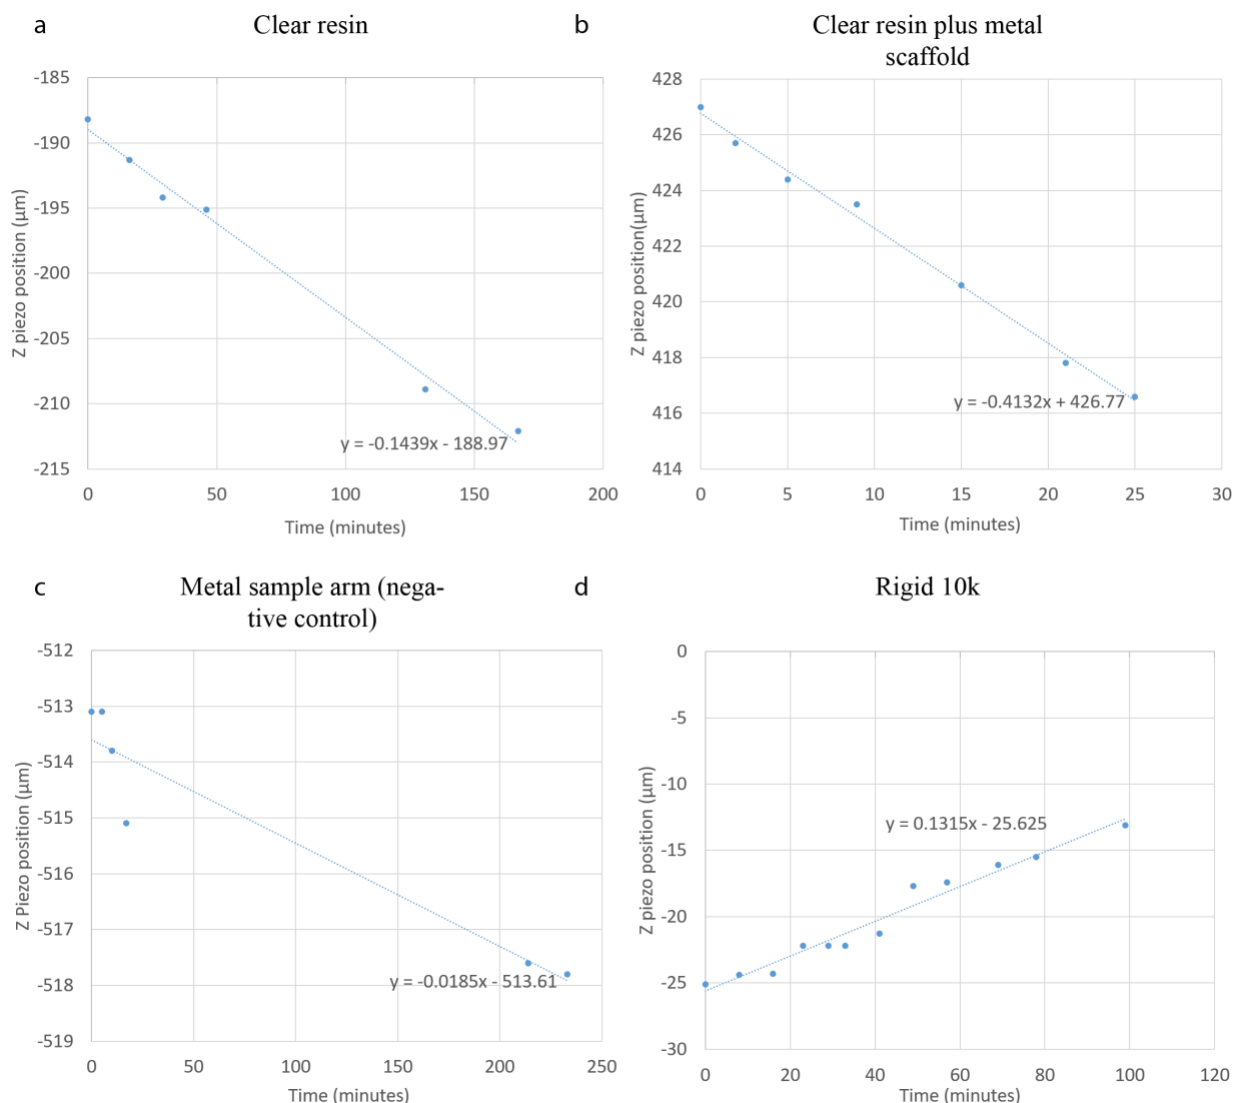 a
Clear resin
-185
-190
-195
-200
-205
-210
-215
Z piezo position (µm)
y = -0.1439x - 188.97
0 50 100 150 200
Time (minutes)
b
Clear resin plus metal
scaffold
428
426
424
422
420
418
416
414
Z piezo position(µm)
y = -0.4132x + 426.77
0 5 10 15 20 25 30
Time (minutes)
c
Metal sample arm (nega-
tive control)
-512
-513
-514
-515
-516
-517
-518
-519
Z Piezo position (µm)
y = -0.0185x - 513.61
0 50 100 150 200 250
Time (minutes)
d
Rigid 10k
0
-5
-10
-15
-20
-25
-30
Z piezo position (µm)
y = 0.1315x - 25.625
0 20 40 60 80 100 120
Time (minutes)